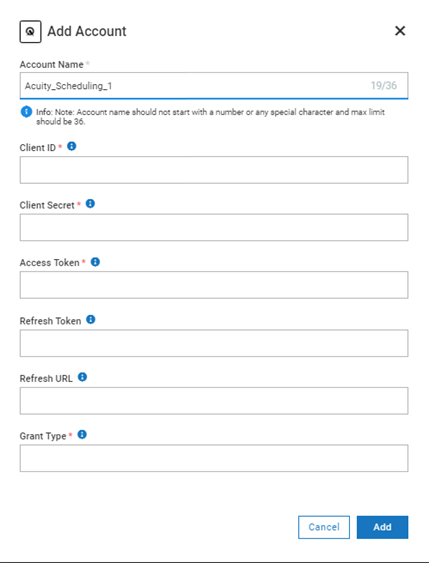 Add Account
Account Name *
Acuity_Scheduling_1 19/36
Info: Note: Account name should not start with a number or any special character and max limit
should be 36.
Client ID *
Client Secret *
Access Token *
Refresh Token
Refresh URL
Grant Type *
Cancel Add